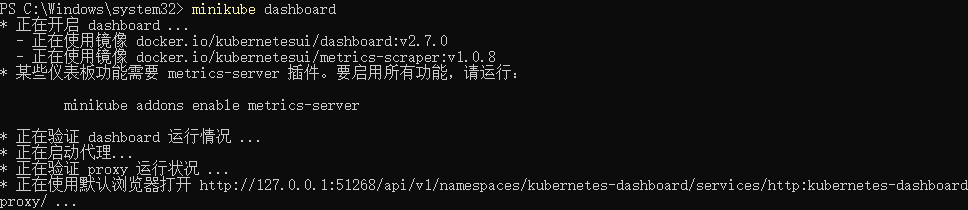 PS C:\Windows\system32> minikube dashboard
* 正在开启 dashboard ...
  - 正在使用镜像 docker.io/kubernetesui/dashboard:v2.7.0
  - 正在使用镜像 docker.io/kubernetesui/metrics-scraper:v1.0.8
* 某些仪表板功能需要 metrics-server 插件。要启用所有功能，请运行：
        minikube addons enable metrics-server
* 正在验证 dashboard 运行情况 ...
* 正在启动代理...
* 正在验证 proxy 运行状况 ...
* 正在使用默认浏览器打开 http://127.0.0.1:51268/api/v1/namespaces/kubernetes-dashboard/services/http:kubernetes-dashboard
proxy/ ...